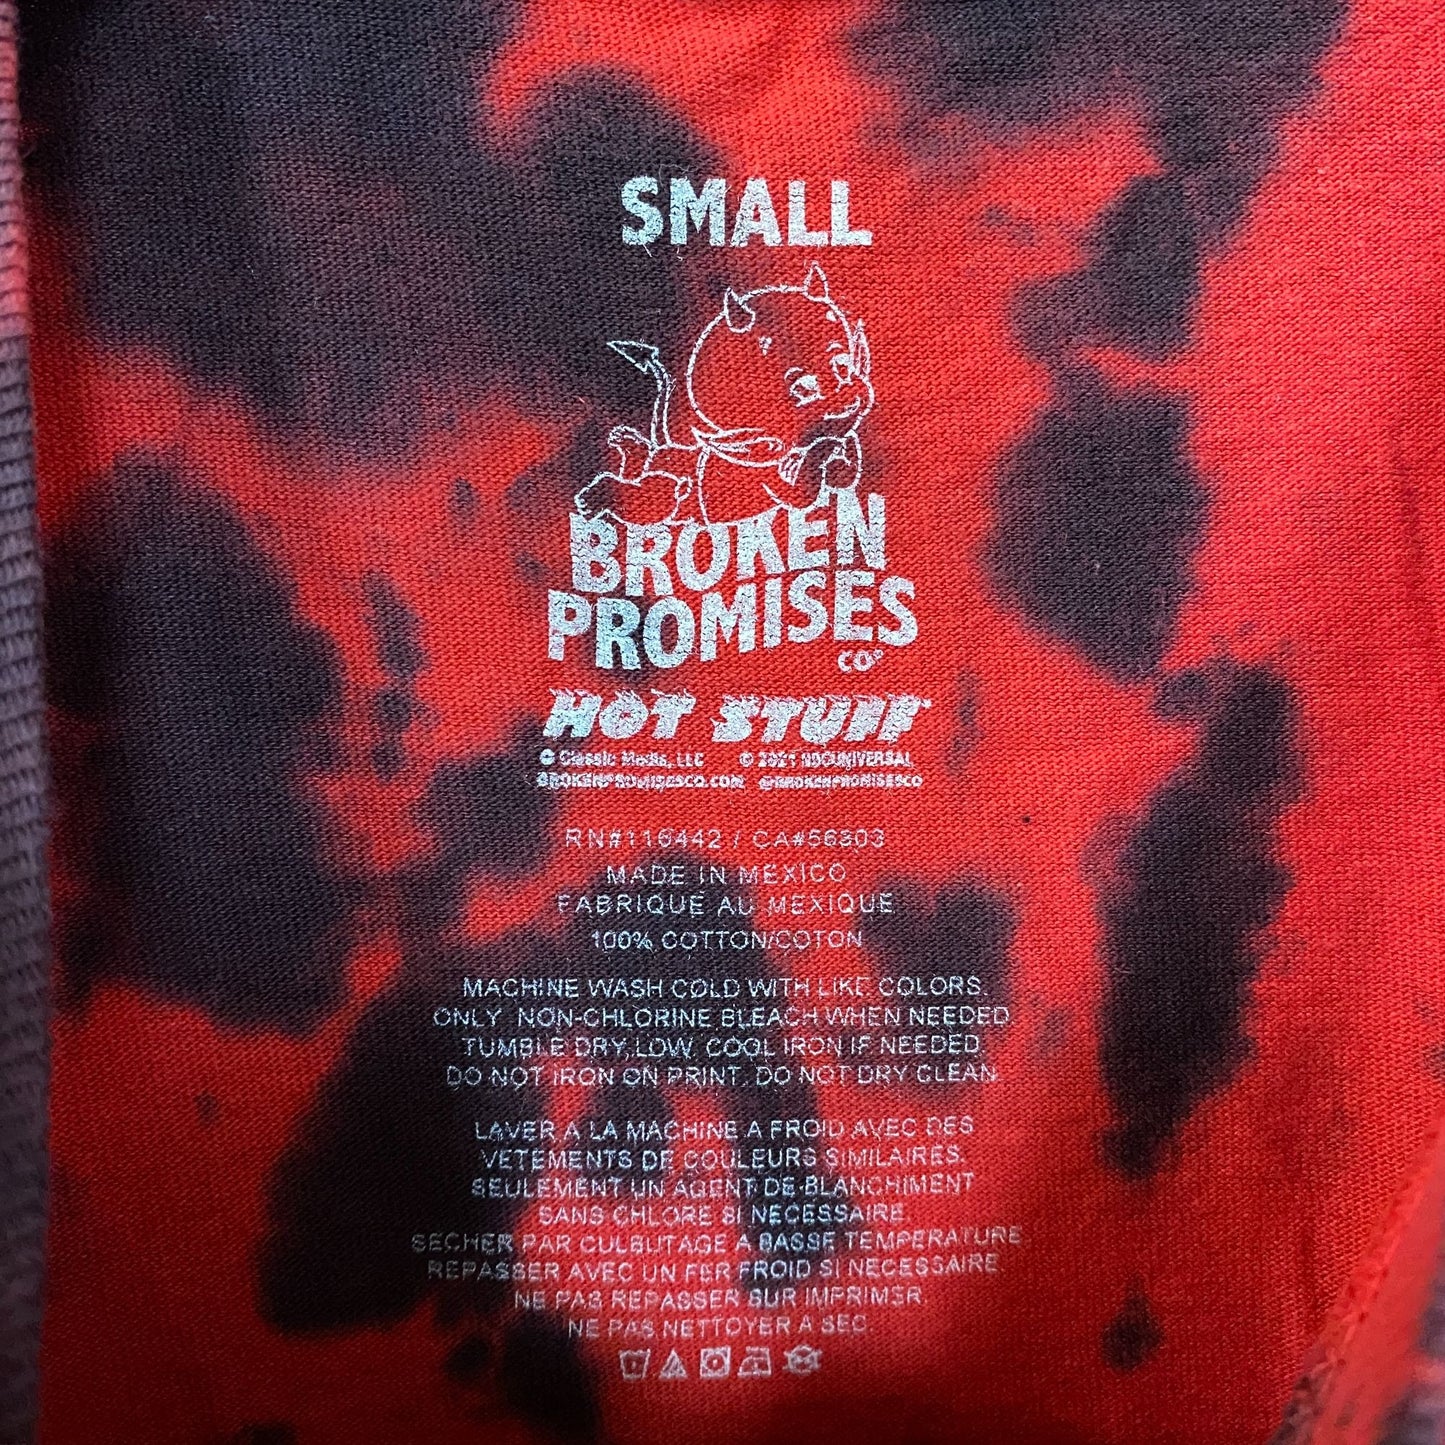 SMALL
BROKEN
PROMISES
CO®
HOT STUFF
© Classic Media, LLC © 2021 NBCUNIVERSAL
BROKENPROMISESCO.COM @BROKENPROMISESCO
RN#116442 / CA#56303
MADE IN MEXICO
FABRIQUE AU MEXIQUE
100% COTTON/COTON
MACHINE WASH COLD WITH LIKE COLORS.
ONLY NON-CHLORINE BLEACH WHEN NEEDED
TUMBLE DRY, LOW, COOL IRON IF NEEDED
DO NOT IRON ON PRINT, DO NOT DRY CLEAN
LAVER A LA MACHINE A FROID AVEC DES
VETEMENTS DE COULEURS SIMILAIRES.
SEULEMENT UN AGENT DE BLANCHIMENT
SANS CHLORE SI NECESSAIRE
SECHER PAR CULBUTAGE A BASSE TEMPERATURE,
REPASSER AVEC UN FER FROID SI NECESSAIRE
NE PAS REPASSER SUR IMPRIMER,
NE PAS NETTOYER A SEC.